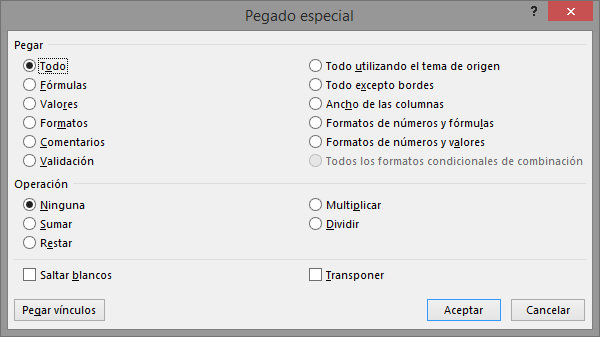 Pegado especial
?
Pegar
Todo
Fórmulas
Valores
Formatos
Comentarios
Validación
Todo utilizando el tema de origen
Todo excepto bordes
Ancho de las columnas
Formatos de números y fórmulas
Formatos de números y valores
Todos los formatos condicionales de combinación
Operación
Ninguna
Sumar
Restar
Multiplicar
Dividir
Saltar blancos
Transponer
Pegar vínculos
Aceptar
Cancelar